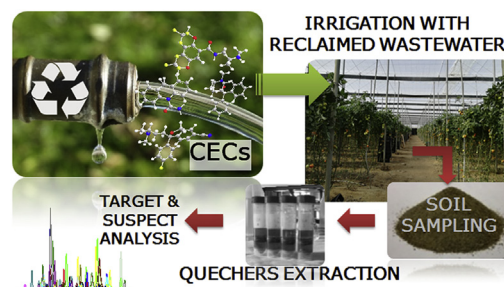 IRRIGATION WITH
RECLAIMED WASTEWATER
CECs
TARGET &
SUSPECT
ANALYSIS
SOIL
SAMPLING
QUECHERS EXTRACTION